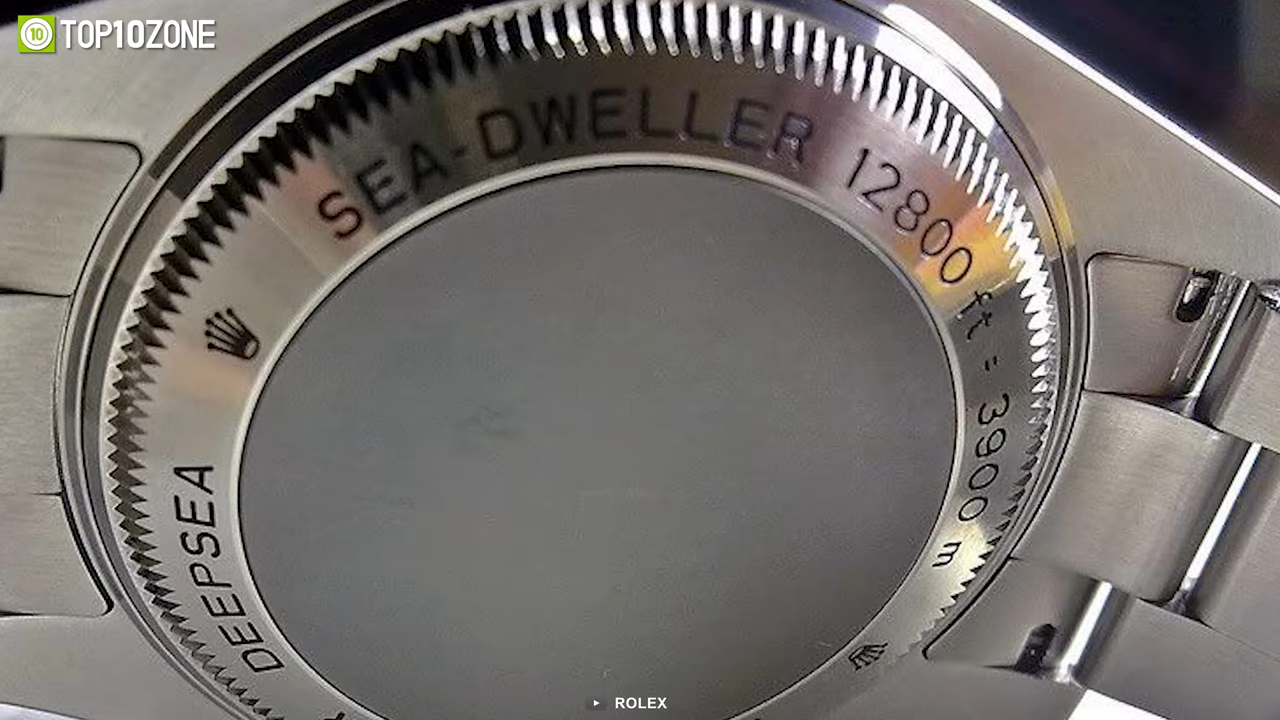 TOP10ZONE
DEEPSEA
SEA-DWELLER 12800 ft = 3900 m
ROLEX